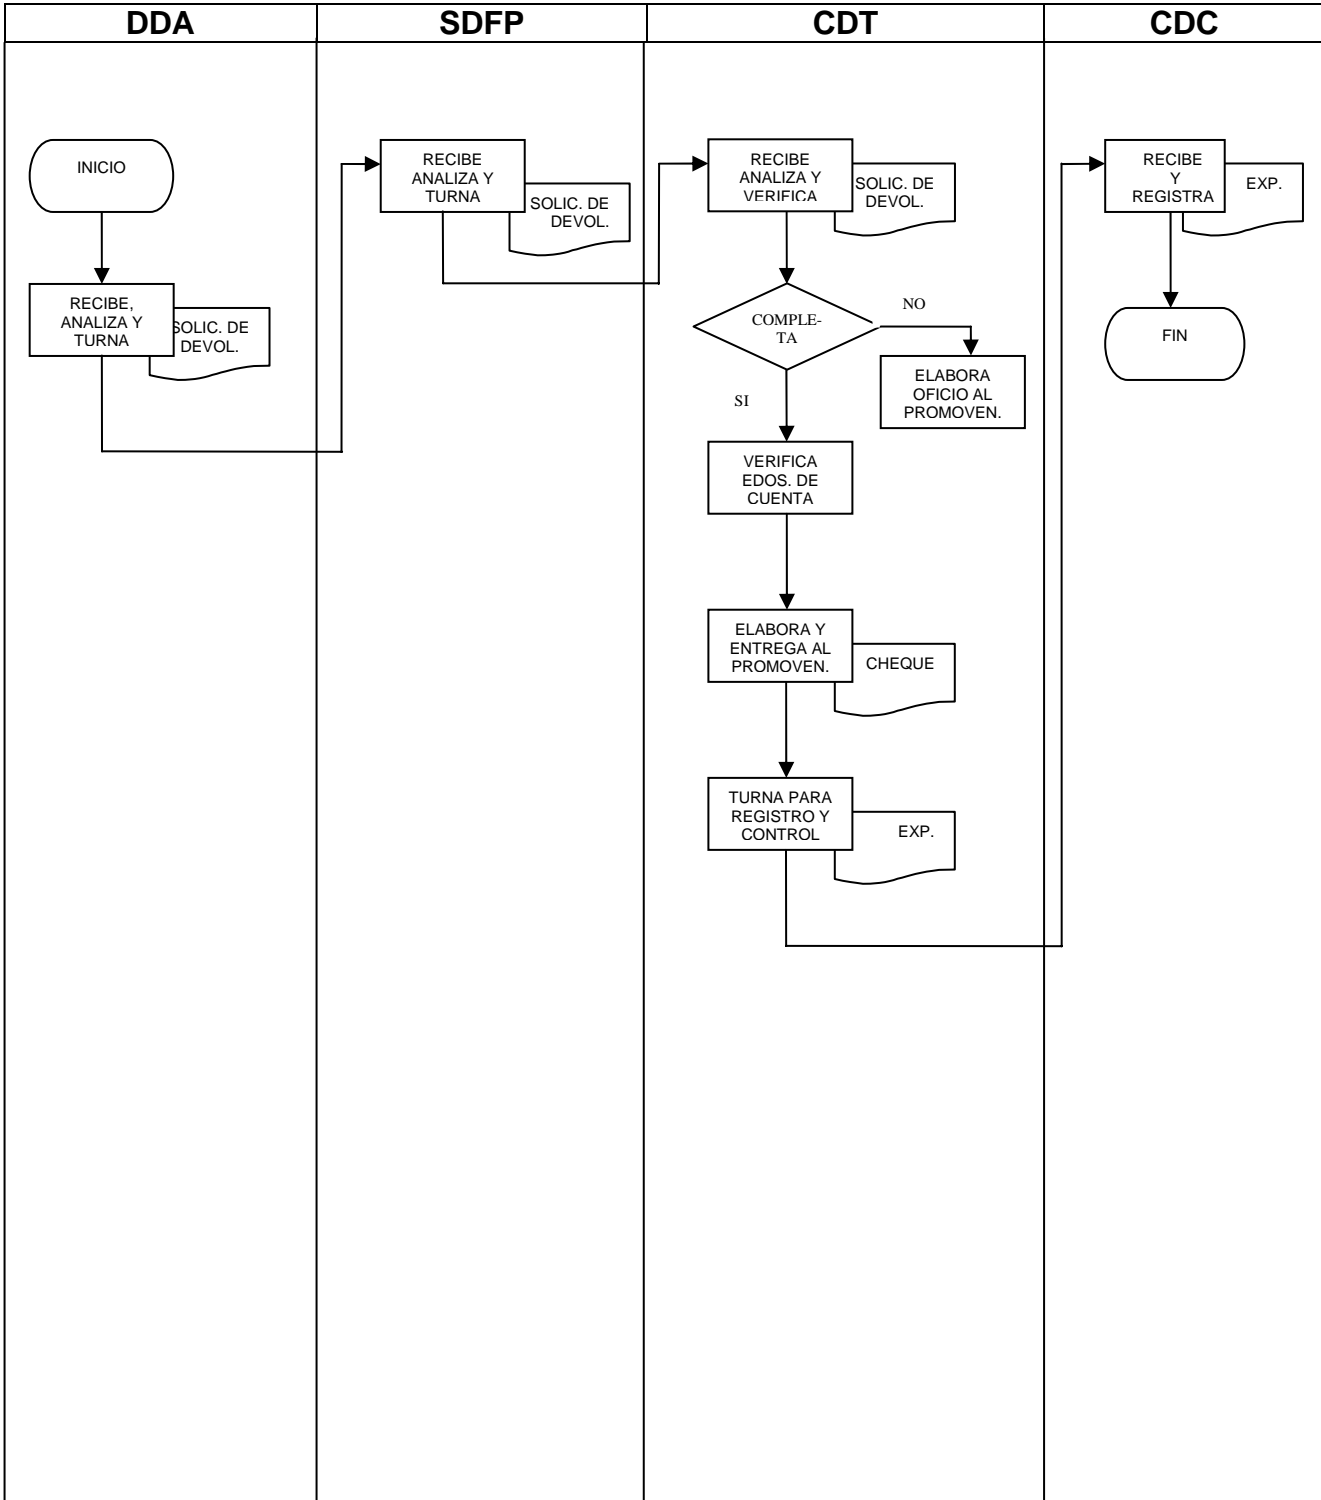 DDA
SDFP
CDT
CDC
INICIO
RECIBE,
ANALIZA Y
TURNA
SOLIC. DE
DEVOL.
RECIBE
ANALIZA Y
TURNA
SOLIC. DE
DEVOL.
RECIBE
ANALIZA Y
VERIFICA
SOLIC. DE
DEVOL.
COMPLE-
TA
NO
ELABORA
OFICIO AL
PROMOVEN.
SI
VERIFICA
EDOS. DE
CUENTA
ELABORA Y
ENTREGA AL
PROMOVEN.
CHEQUE
TURNA PARA
REGISTRO Y
CONTROL
EXP.
RECIBE
Y
REGISTRA
EXP.
FIN